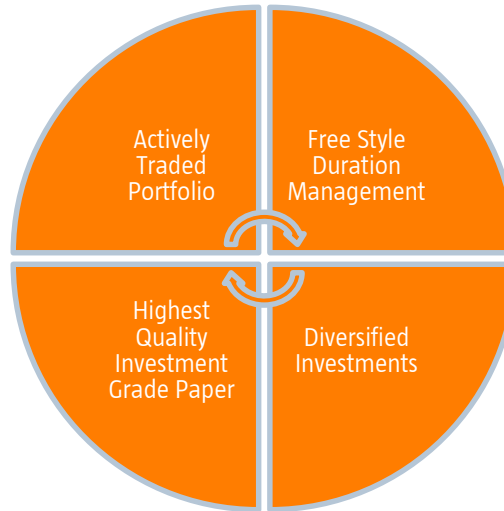 Actively
Traded
Portfolio
Free Style
Duration
Management
Highest
Quality
Investment
Grade Paper
Diversified
Investments